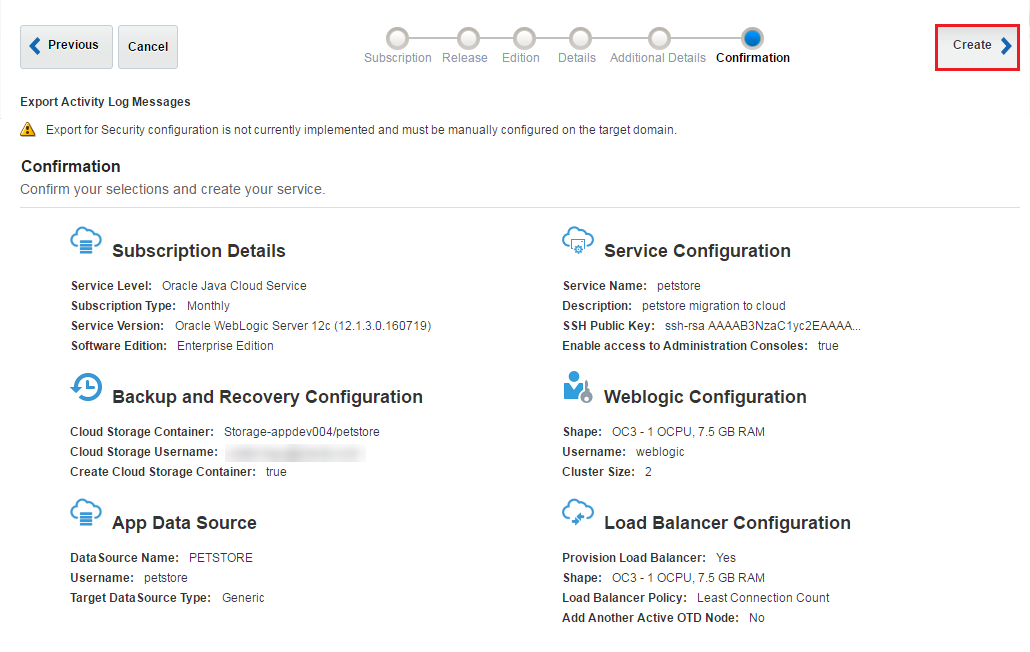 Previous
Cancel
Subscription Release Edition Details Additional Details Confirmation
Create
Export Activity Log Messages
Export for Security configuration is not currently implemented and must be manually configured on the target domain.
Confirmation
Confirm your selections and create your service.
Subscription Details
Service Level: Oracle Java Cloud Service
Subscription Type: Monthly
Service Version: Oracle WebLogic Server 12c (12.1.3.0.160719)
Software Edition: Enterprise Edition
Service Configuration
Service Name: petstore
Description: petstore migration to cloud
SSH Public Key: ssh-rsa AAAAB3NzaC1yc2EAAAA...
Enable access to Administration Consoles: true
Backup and Recovery Configuration
Cloud Storage Container: Storage-appdev004/petstore
Cloud Storage Username:
Create Cloud Storage Container: true
Weblogic Configuration
Shape: OC3 - 1 OCPU, 7.5 GB RAM
Username: weblogic
Cluster Size: 2
App Data Source
DataSource Name: PETSTORE
Username: petstore
Target DataSource Type: Generic
Load Balancer Configuration
Provision Load Balancer: Yes
Shape: OC3 - 1 OCPU, 7.5 GB RAM
Load Balancer Policy: Least Connection Count
Add Another Active OTD Node: No